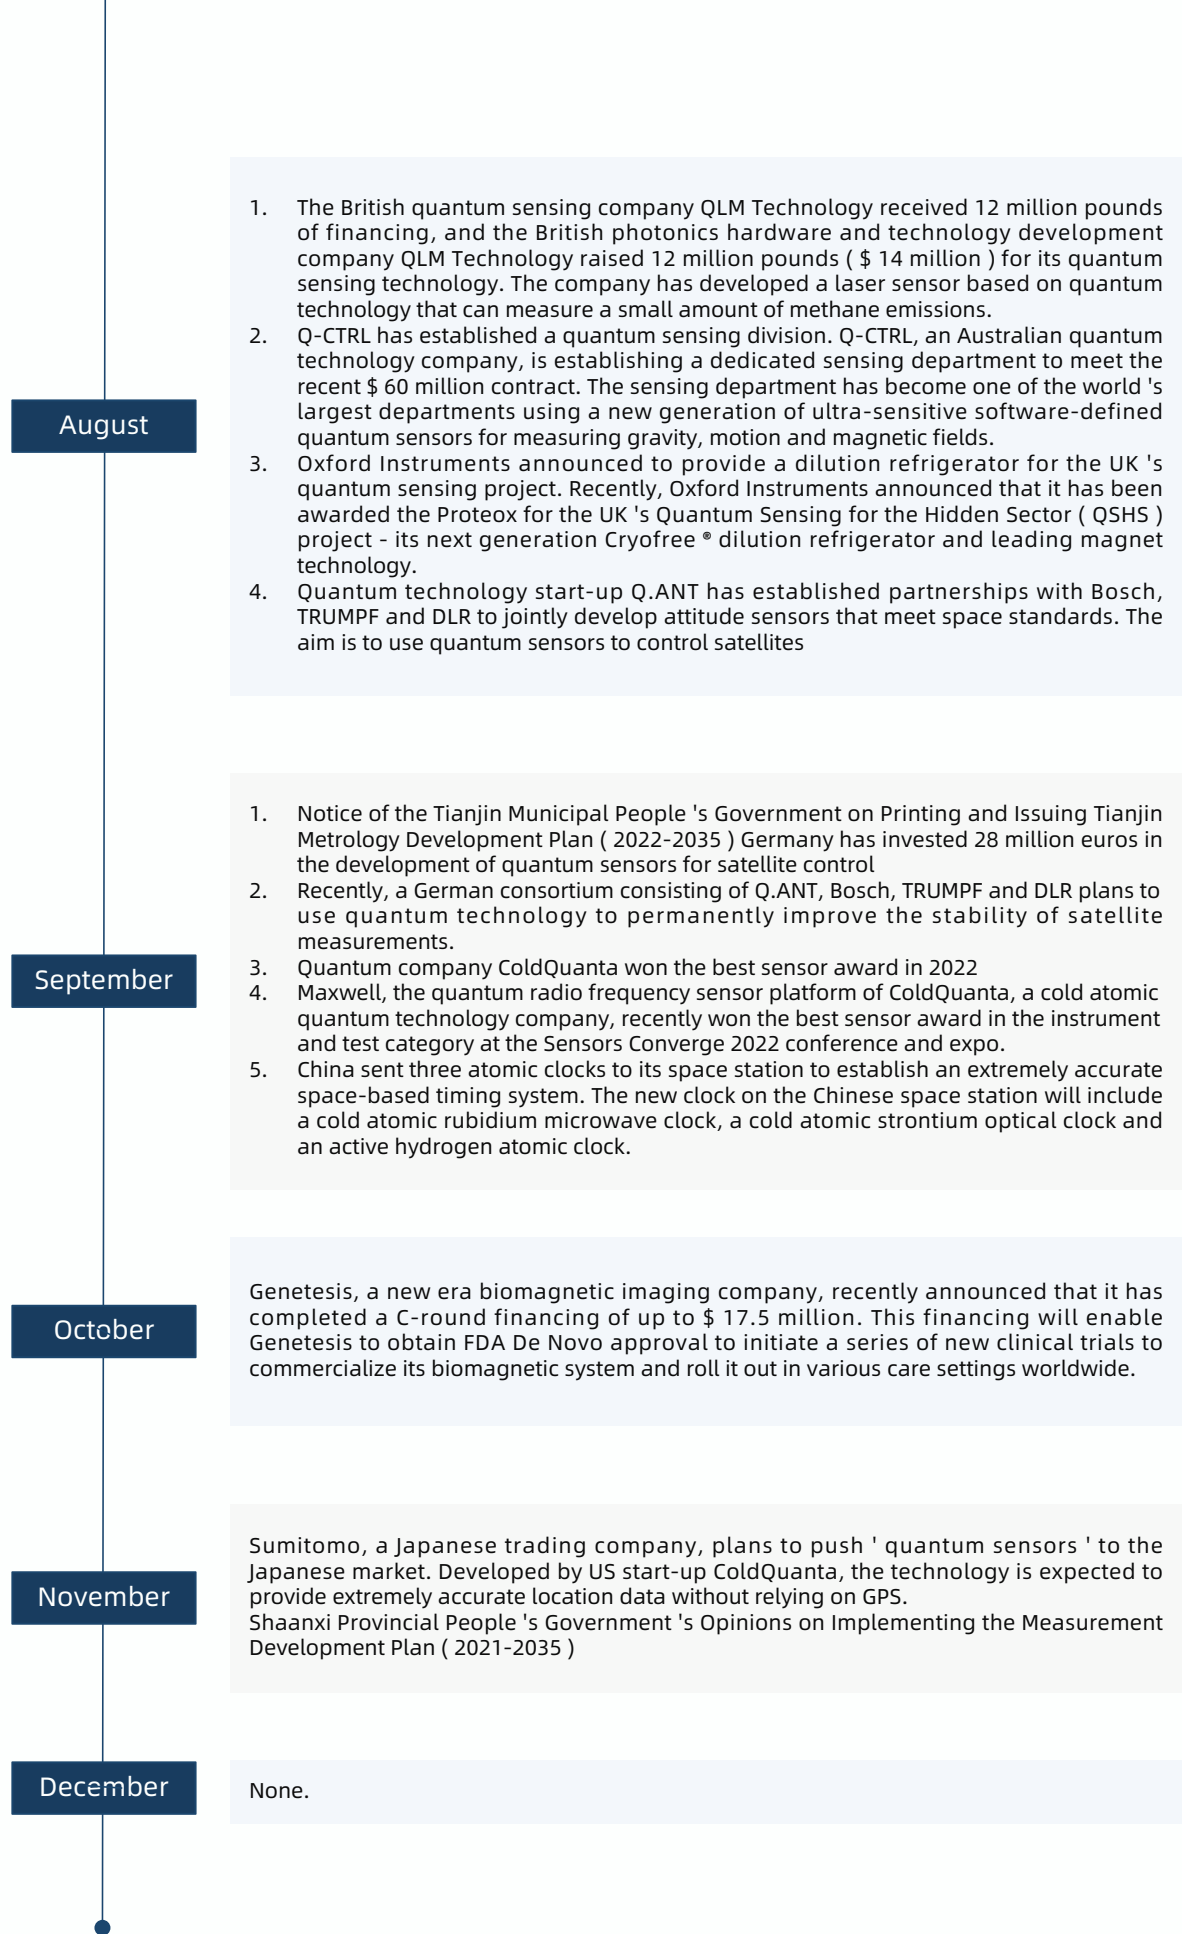 1. The British quantum sensing company QLM Technology received 12 million pounds
of financing, and the British photonics hardware and technology development
company QLM Technology raised 12 million pounds ( $ 14 million ) for its quantum
sensing technology. The company has developed a laser sensor based on quantum
technology that can measure a small amount of methane emissions.
2. Q-CTRL has established a quantum sensing division. Q-CTRL, an Australian quantum
technology company, is establishing a dedicated sensing department to meet the
recent $ 60 million contract. The sensing department has become one of the world 's
largest departments using a new generation of ultra-sensitive software-defined
quantum sensors for measuring gravity, motion and magnetic fields.
August
3. Oxford Instruments announced to provide a dilution refrigerator for the UK 's
quantum sensing project. Recently, Oxford Instruments announced that it has been
awarded the Proteox for the UK 's Quantum Sensing for the Hidden Sector ( QSHS )
project - its next generation Cryofree ® dilution refrigerator and leading magnet
technology.
4. Quantum technology start-up Q.ANT has established partnerships with Bosch,
TRUMPF and DLR to jointly develop attitude sensors that meet space standards. The
aim is to use quantum sensors to control satellites
1. Notice of the Tianjin Municipal People 's Government on Printing and Issuing Tianjin
Metrology Development Plan ( 2022-2035 ) Germany has invested 28 million euros in
the development of quantum sensors for satellite control
2. Recently, a German consortium consisting of Q.ANT, Bosch, TRUMPF and DLR plans to
use quantum technology to permanently improve the stability of satellite
measurements.
3. Quantum company ColdQuanta won the best sensor award in 2022
September
4. Maxwell, the quantum radio frequency sensor platform of ColdQuanta, a cold atomic
quantum technology company, recently won the best sensor award in the instrument
and test category at the Sensors Converge 2022 conference and expo.
5. China sent three atomic clocks to its space station to establish an extremely accurate
space-based timing system. The new clock on the Chinese space station will include
a cold atomic rubidium microwave clock, a cold atomic strontium optical clock and
an active hydrogen atomic clock.
October
Genetesis, a new era biomagnetic imaging company, recently announced that it has
completed a C-round financing of up to $ 17.5 million. This financing will enable
Genetesis to obtain FDA De Novo approval to initiate a series of new clinical trials to
commercialize its biomagnetic system and roll it out in various care settings worldwide.
November
Sumitomo, a Japanese trading company, plans to push ' quantum sensors ' to the
Japanese market. Developed by US start-up ColdQuanta, the technology is expected to
provide extremely accurate location data without relying on GPS.
Shaanxi Provincial People 's Government 's Opinions on Implementing the Measurement
Development Plan ( 2021-2035 )
December
None.